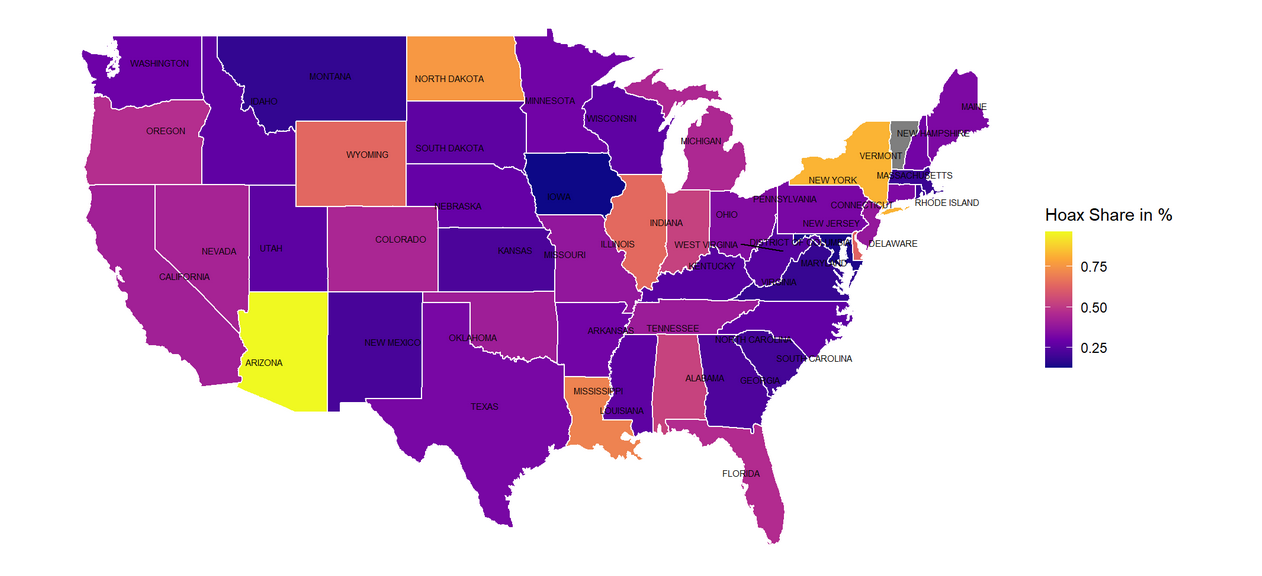 WASHINGTON
MONTANA
NORTH DAKOTA
MINNESOTA
IDAHO
WISCONSIN
MAINE
OREGON
NEW HAMPSHIRE
MICHIGAN
SOUTH DAKOTA
WYOMING
VERMONT
MASSACHUSETTS
NEW YORK
IOWA
PENNSYLVANIA
RHODE ISLAND
CONNECTICUT
NEBRASKA
OHIO
Hoax Share in %
INDIANA
NEW JERSEY
COLORADO
ILLINOIS
WEST VIRGINIA
DISTRICT OF COLUMBIA
DELAWARE
UTAH
NEVADA
KANSAS
MISSOURI
MARYLAND
0.75
KENTUCKY
CALIFORNIA
VIRGINIA
0.50
TENNESSEE
ARKANSAS
OKLAHOMA
NORTH CAROLINA
NEW MEXICO
0.25
SOUTH CAROLINA
ARIZONA
ALABAMA
GEORGIA
MISSISSIPPI
TEXAS
LOUISIANA
FLORIDA